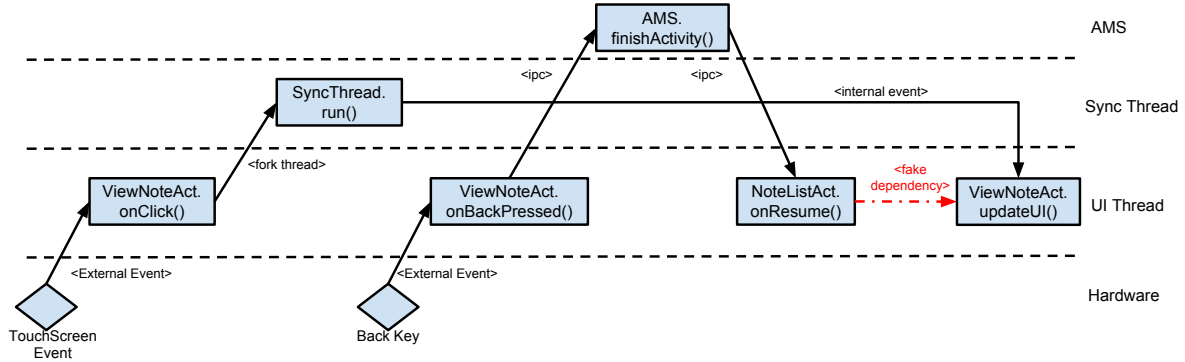 AMS.
finishActivity()
AMS
<ipc>
<ipc>
SyncThread.
run()
<internal event>
Sync Thread
<fork thread>
<fake
dependency>
ViewNoteAct.
onClick()
ViewNoteAct.
onBackPressed()
NoteListAct.
onResume()
ViewNoteAct.
updateUI()
UI Thread
<External Event>
<External Event>
Hardware
TouchScreen
Event
Back Key